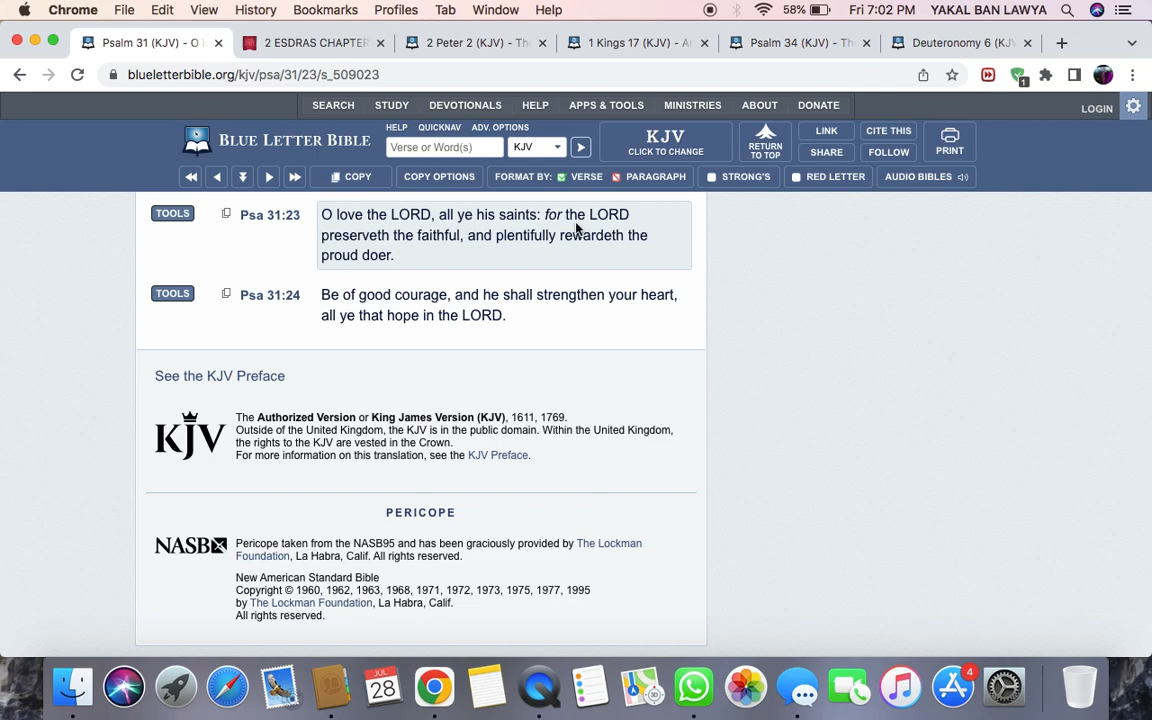 Chrome File Edit View History Bookmarks Profiles Tab Window Help 58% Fri 7:02 PM YAKAL BAN LAWYA
Psalm 31 (KJV) - O l 2 ESDRAS CHAPTER 2 Peter 2 (KJV) - The 1 Kings 17 (KJV) - A Psalm 34 (KJV) - Th Deuteronomy 6 (KJV
blueletterbible.org/kjv/psa/31/23/s_509023 1
SEARCH STUDY DEVOTIONALS HELP APPS & TOOLS MINISTRIES ABOUT DONATE LOGIN
HELP QUICKNAV ADV. OPTIONS
BLUE LETTER BIBLE Verse or Word(s) KJV
KJV
CLICK TO CHANGE
RETURN
TO TOP
LINK CITE THIS
SHARE FOLLOW
PRINT
COPY COPY OPTIONS FORMAT BY: VERSE PARAGRAPH STRONG'S RED LETTER AUDIO BIBLES
TOOLS Psa 31:23 O love the LORD, all ye his saints: for the LORD
preserveth the faithful, and plentifully rewardeth the
proud doer.
TOOLS Psa 31:24 Be of good courage, and he shall strengthen your heart,
all ye that hope in the LORD.
See the KJV Preface
KJV
The Authorized Version or King James Version (KJV), 1611, 1769.
Outside of the United Kingdom, the KJV is in the public domain. Within the United Kingdom,
the rights to the KJV are vested in the Crown.
For more information on this translation, see the KJV Preface.
PERICOPE
NASB Pericope taken from the NASB95 and has been graciously provided by The Lockman
Foundation, La Habra, Calif. All rights reserved.
New American Standard Bible
Copyright © 1960, 1962, 1963, 1968, 1971, 1972, 1973, 1975, 1977, 1995
by The Lockman Foundation, La Habra, Calif.
All rights reserved.
JUL
28
4